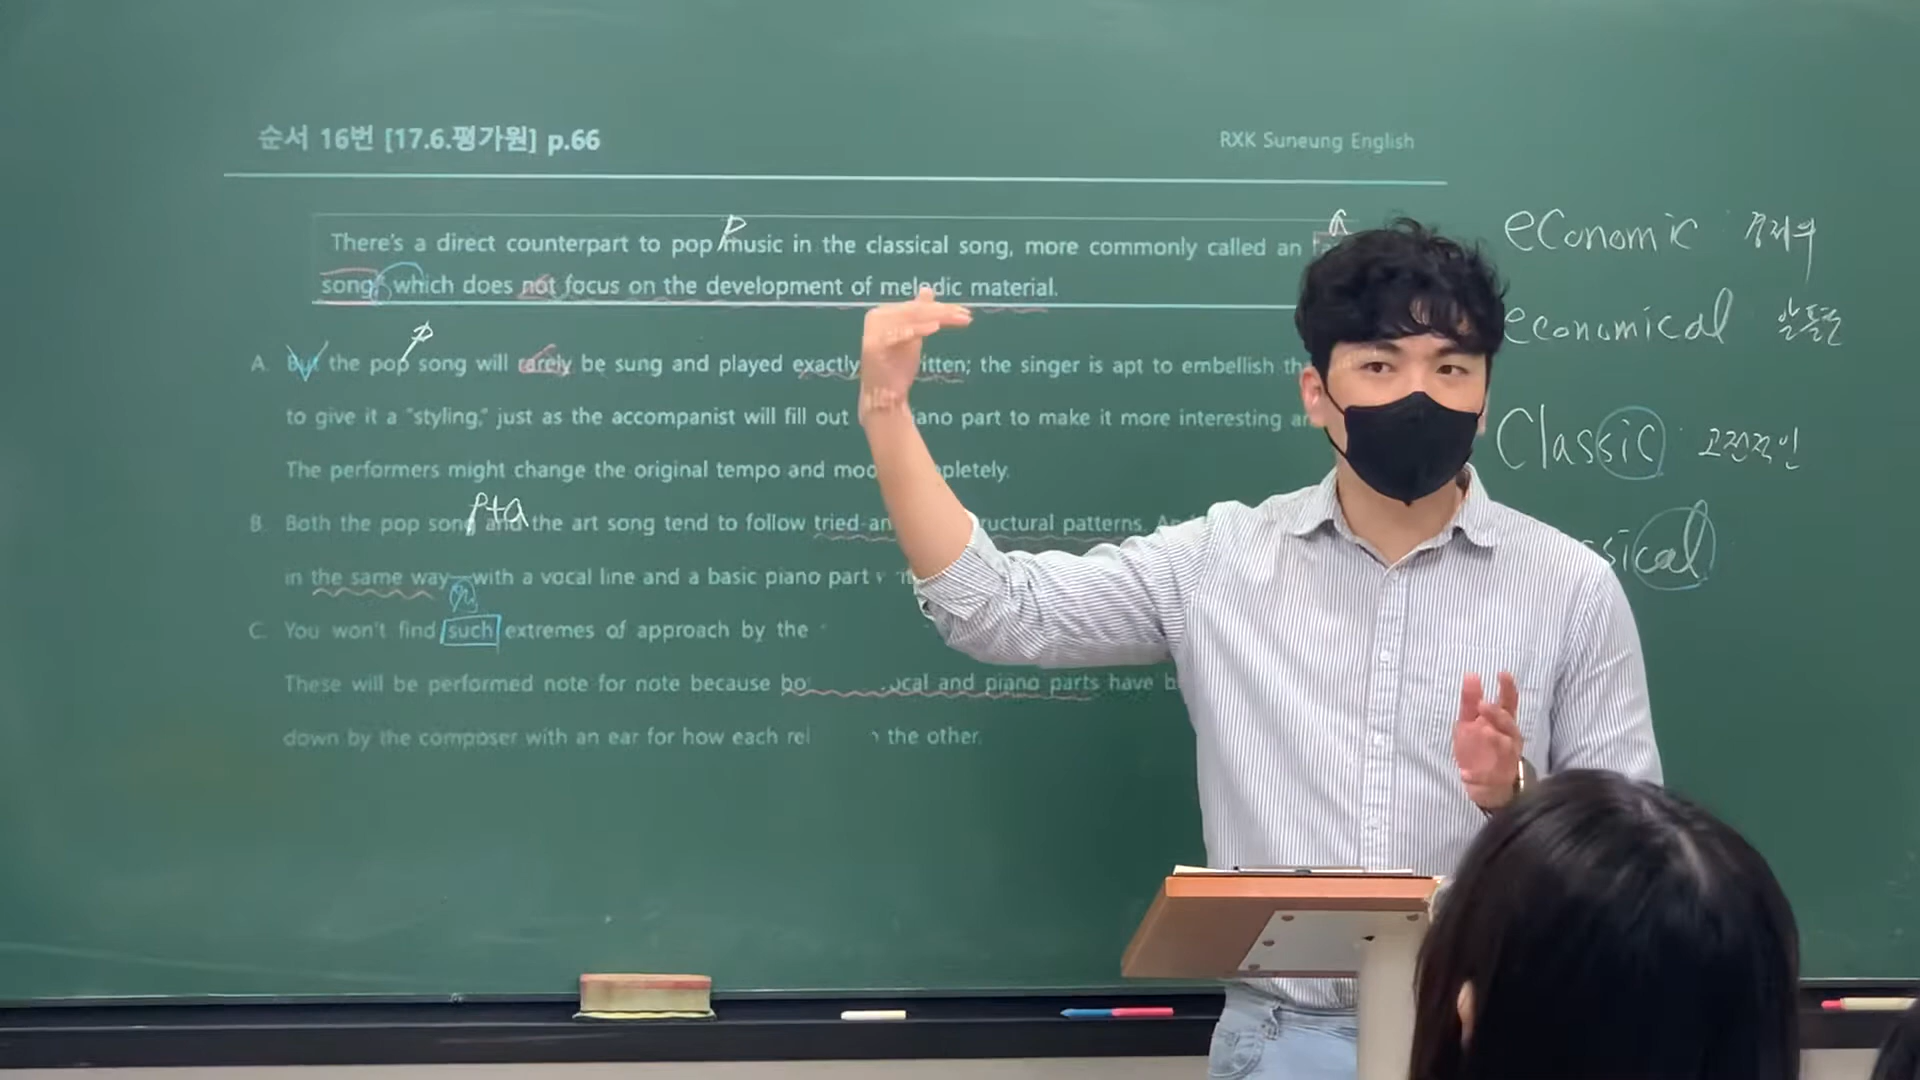 순서 16번 [17.6.평가원] p.66
RXK Suneung English
P
There's a direct counterpart to pop music in the classical song, more commonly called an
song," which does not focus on the development of melodic material.
p
A. But the pop song will rarely be sung and played exactly itten; the singer is apt to embellish th
to give it a "styling," just as the accompanist will fill out iano part to make it more interesting an
The performers might change the original tempo and moo pletely.
P+a
B. Both the pop song and the art song tend to follow tried-an ructural patterns. An
in the same way—with a vocal line and a basic piano part
C. You won't find such extremes of approach by the
These will be performed note for note because bo ocal and piano parts have b
down by the composer with an ear for how each rel the other.
economic 경제의
economical 알뜰한
Classic 고전적인
sical